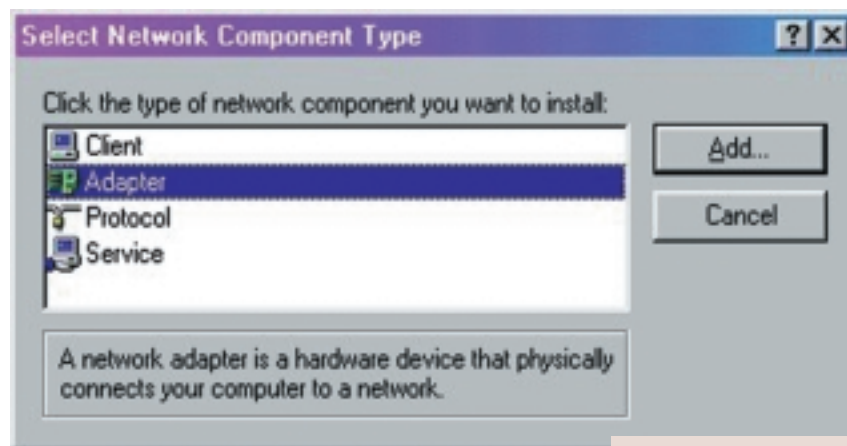 Select Network Component Type
Click the type of network component you want to install:
Client
Adapter
Protocol
Service
Add...
Cancel
A network adapter is a hardware device that physically
connects your computer to a network.